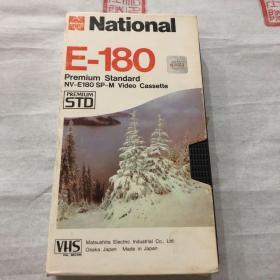 National
E-180
Premium Standard
NV-E180 SP-M Video Cassette
PREMIUM
STD
VHS
Matsushita Electric Industrial Co., Ltd.
Osaka Japan Made in Japan